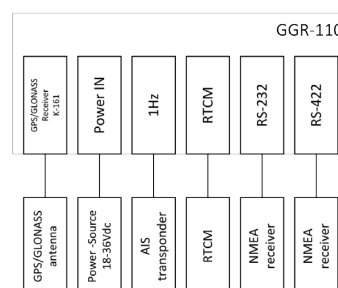 GGR-110
GPS/GLONASS
Receiver
K-161
Power IN
1Hz
RTCM
RS-232
RS-422
GPS/GLONASS
antenna
Power -Source
18-36Vdc
AIS
transponder
RTCM
NMEA
receiver
NMEA
receiver